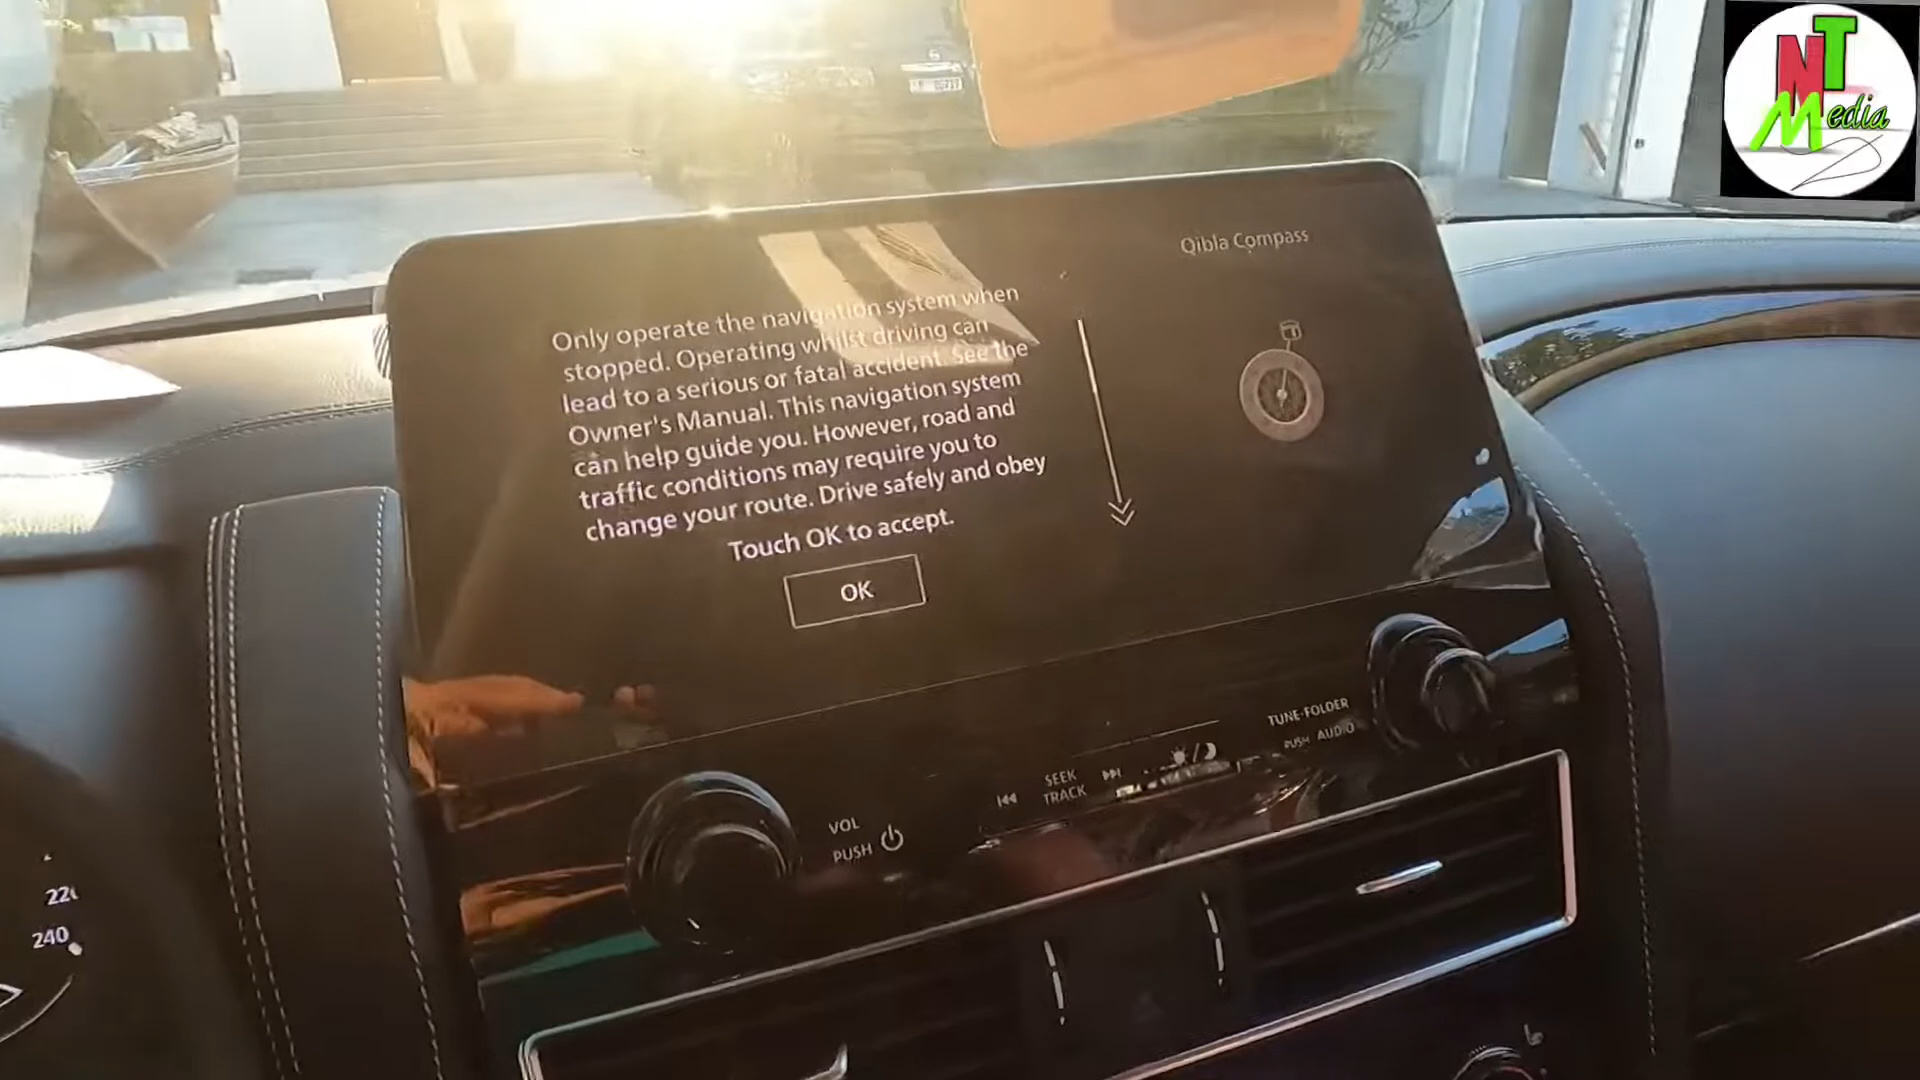 NT
Media
Qibla Compass
Only operate the navigation system when
stopped. Operating whilst driving can
lead to a serious or fatal accident. See the
Owner's Manual. This navigation system
can help guide you. However, road and
traffic conditions may require you to
change your route. Drive safely and obey
Touch OK to accept.
OK
TUNE·FOLDER
PUSH AUDIO
SEEK
TRACK
VOL
PUSH
240